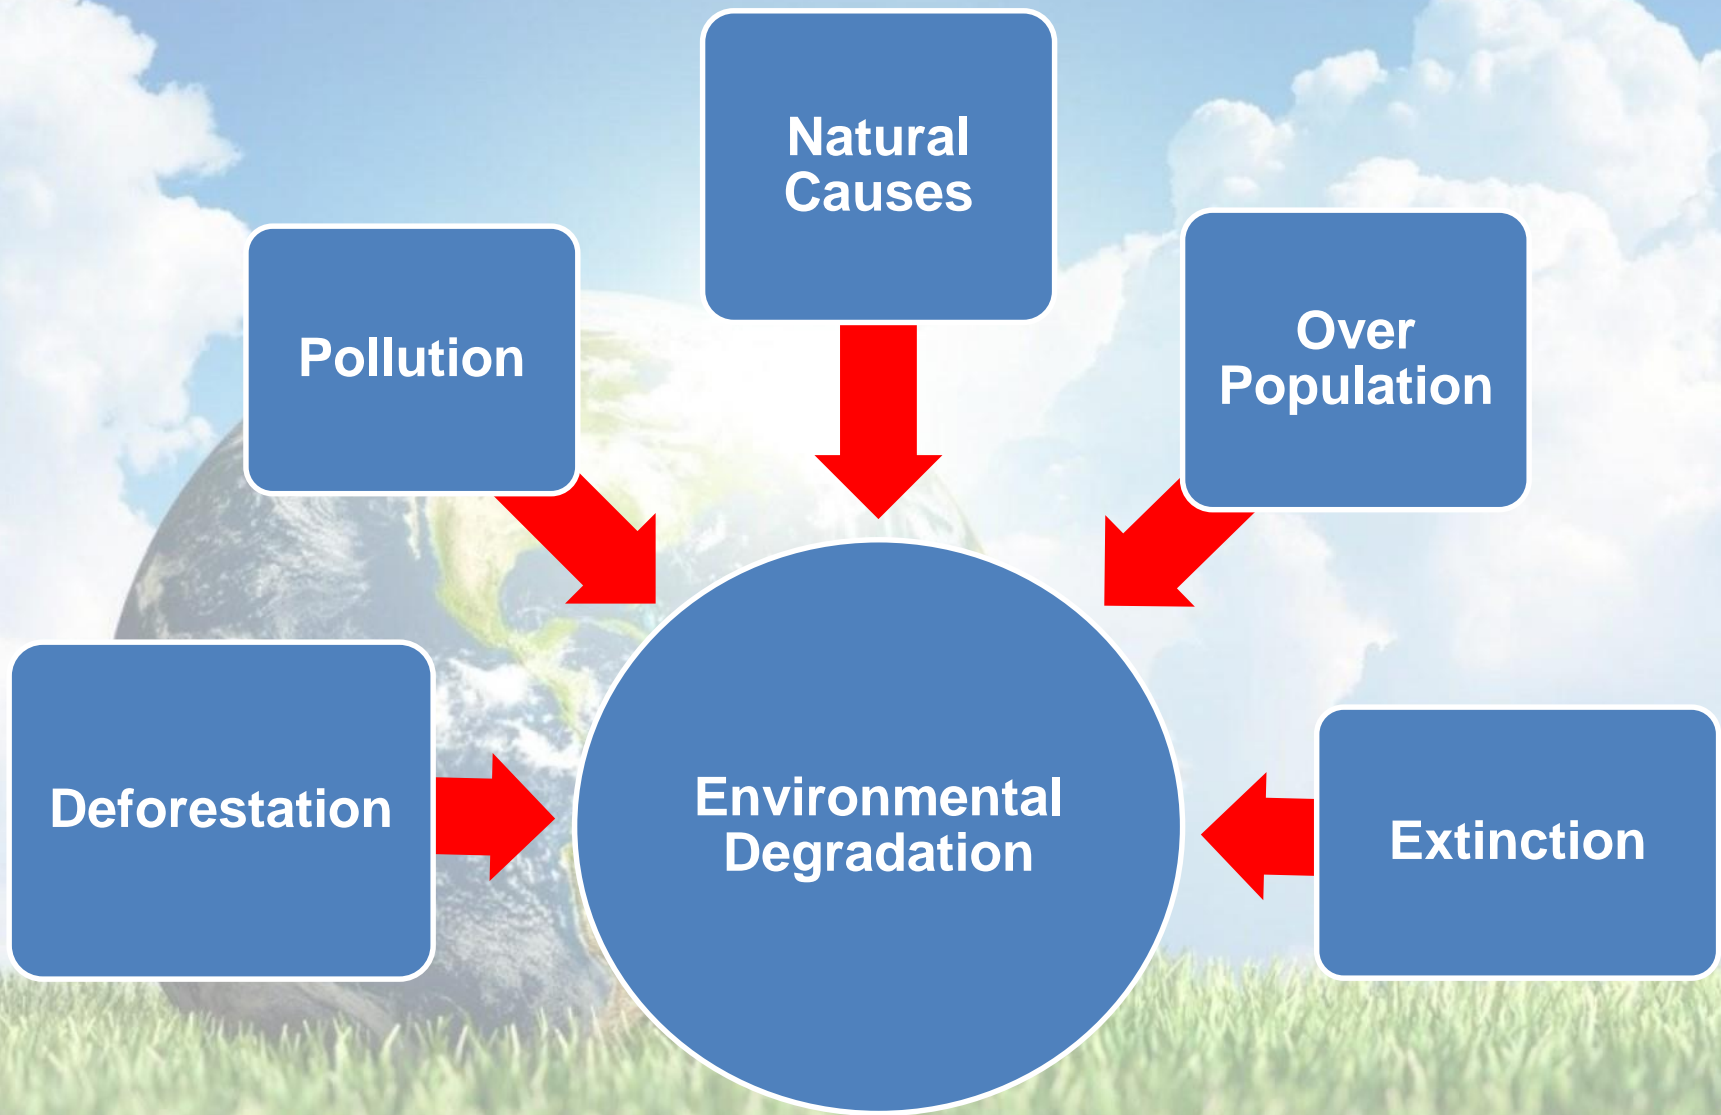 Natural
Causes
Pollution
Over
Population
Deforestation
Environmental
Degradation
Extinction